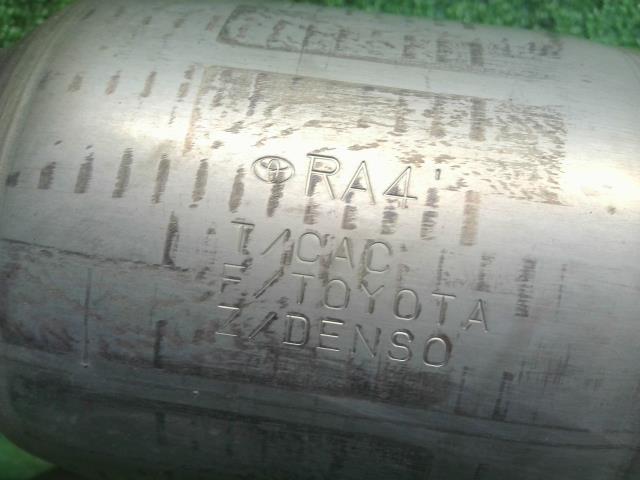 RA4'
T/CAC
F/TOYOTA
Z/DENSO